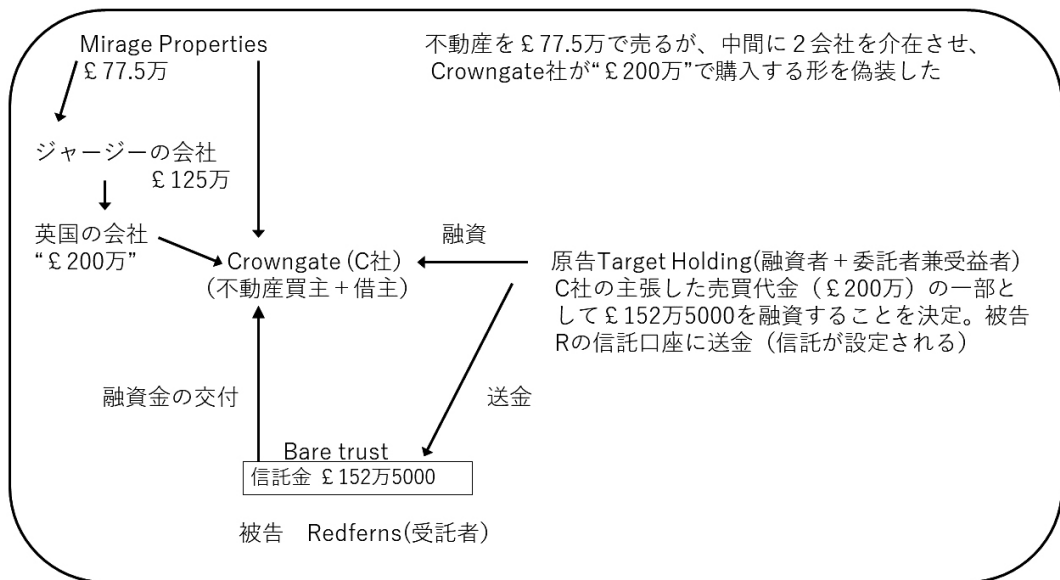 Mirage Properties
£77.5万
不動産を£77.5万で売るが、中間に2会社を介在させ、
Crowngate社が“£200万”で購入する形を偽装した
ジャージーの会社
£125万
英国の会社
“£200万”
融資
Crowngate (C社)
(不動産買主+借主)
原告Target Holding(融資者+委託者兼受益者)
C社の主張した売買代金(£200万)の一部と
して£152万5000を融資することを決定。被告
Rの信託口座に送金(信託が設定される)
融資金の交付
送金
Bare trust
信託金 £152万5000
被告 Redferns(受託者)